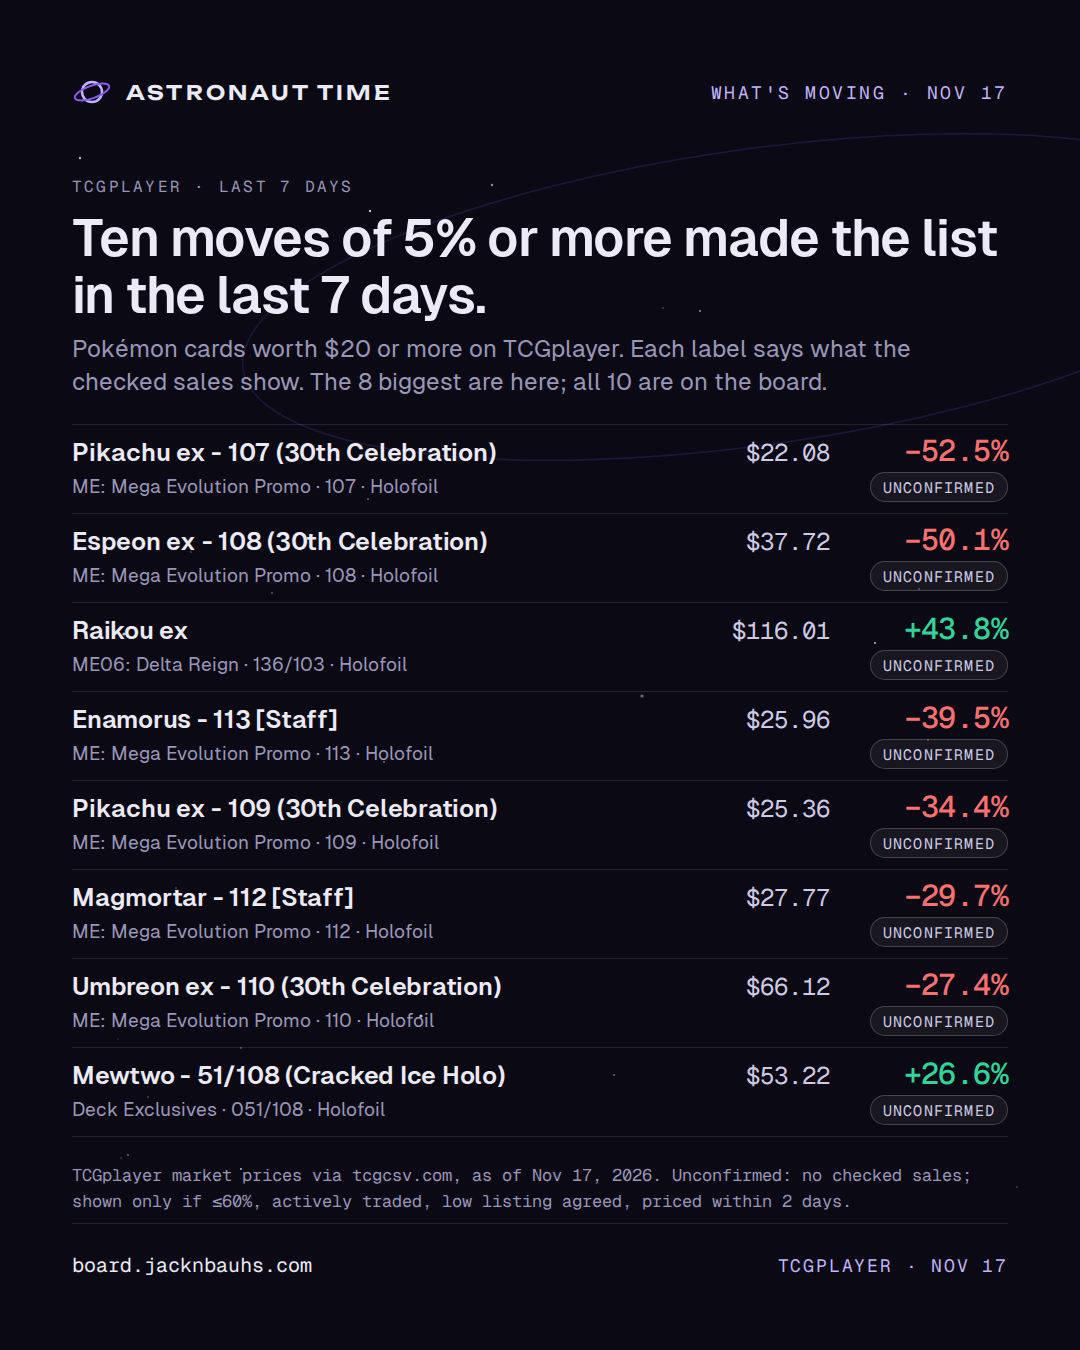 ASTRONAUT TIME
WHAT'S MOVING · NOV 17
TCGPLAYER · LAST 7 DAYS
Ten moves of 5% or more made the list
in the last 7 days.
Pokémon cards worth $20 or more on TCGplayer. Each label says what the
checked sales show. The 8 biggest are here; all 10 are on the board.
Pikachu ex - 107 (30th Celebration) $22.08 −52.5%
ME: Mega Evolution Promo · 107 · Holofoil UNCONFIRMED
Espeon ex - 108 (30th Celebration) $37.72 −50.1%
ME: Mega Evolution Promo · 108 · Holofoil UNCONFIRMED
Raikou ex $116.01 +43.8%
ME06: Delta Reign · 136/103 · Holofoil UNCONFIRMED
Enamorus - 113 [Staff] $25.96 −39.5%
ME: Mega Evolution Promo · 113 · Holofoil UNCONFIRMED
Pikachu ex - 109 (30th Celebration) $25.36 −34.4%
ME: Mega Evolution Promo · 109 · Holofoil UNCONFIRMED
Magmortar - 112 [Staff] $27.77 −29.7%
ME: Mega Evolution Promo · 112 · Holofoil UNCONFIRMED
Umbreon ex - 110 (30th Celebration) $66.12 −27.4%
ME: Mega Evolution Promo · 110 · Holofoil UNCONFIRMED
Mewtwo - 51/108 (Cracked Ice Holo) $53.22 +26.6%
Deck Exclusives · 051/108 · Holofoil UNCONFIRMED
TCGplayer market prices via tcgcsv.com, as of Nov 17, 2026. Unconfirmed: no checked sales;
shown only if ≤60%, actively traded, low listing agreed, priced within 2 days.
board.jacknbauhs.com
TCGPLAYER · NOV 17